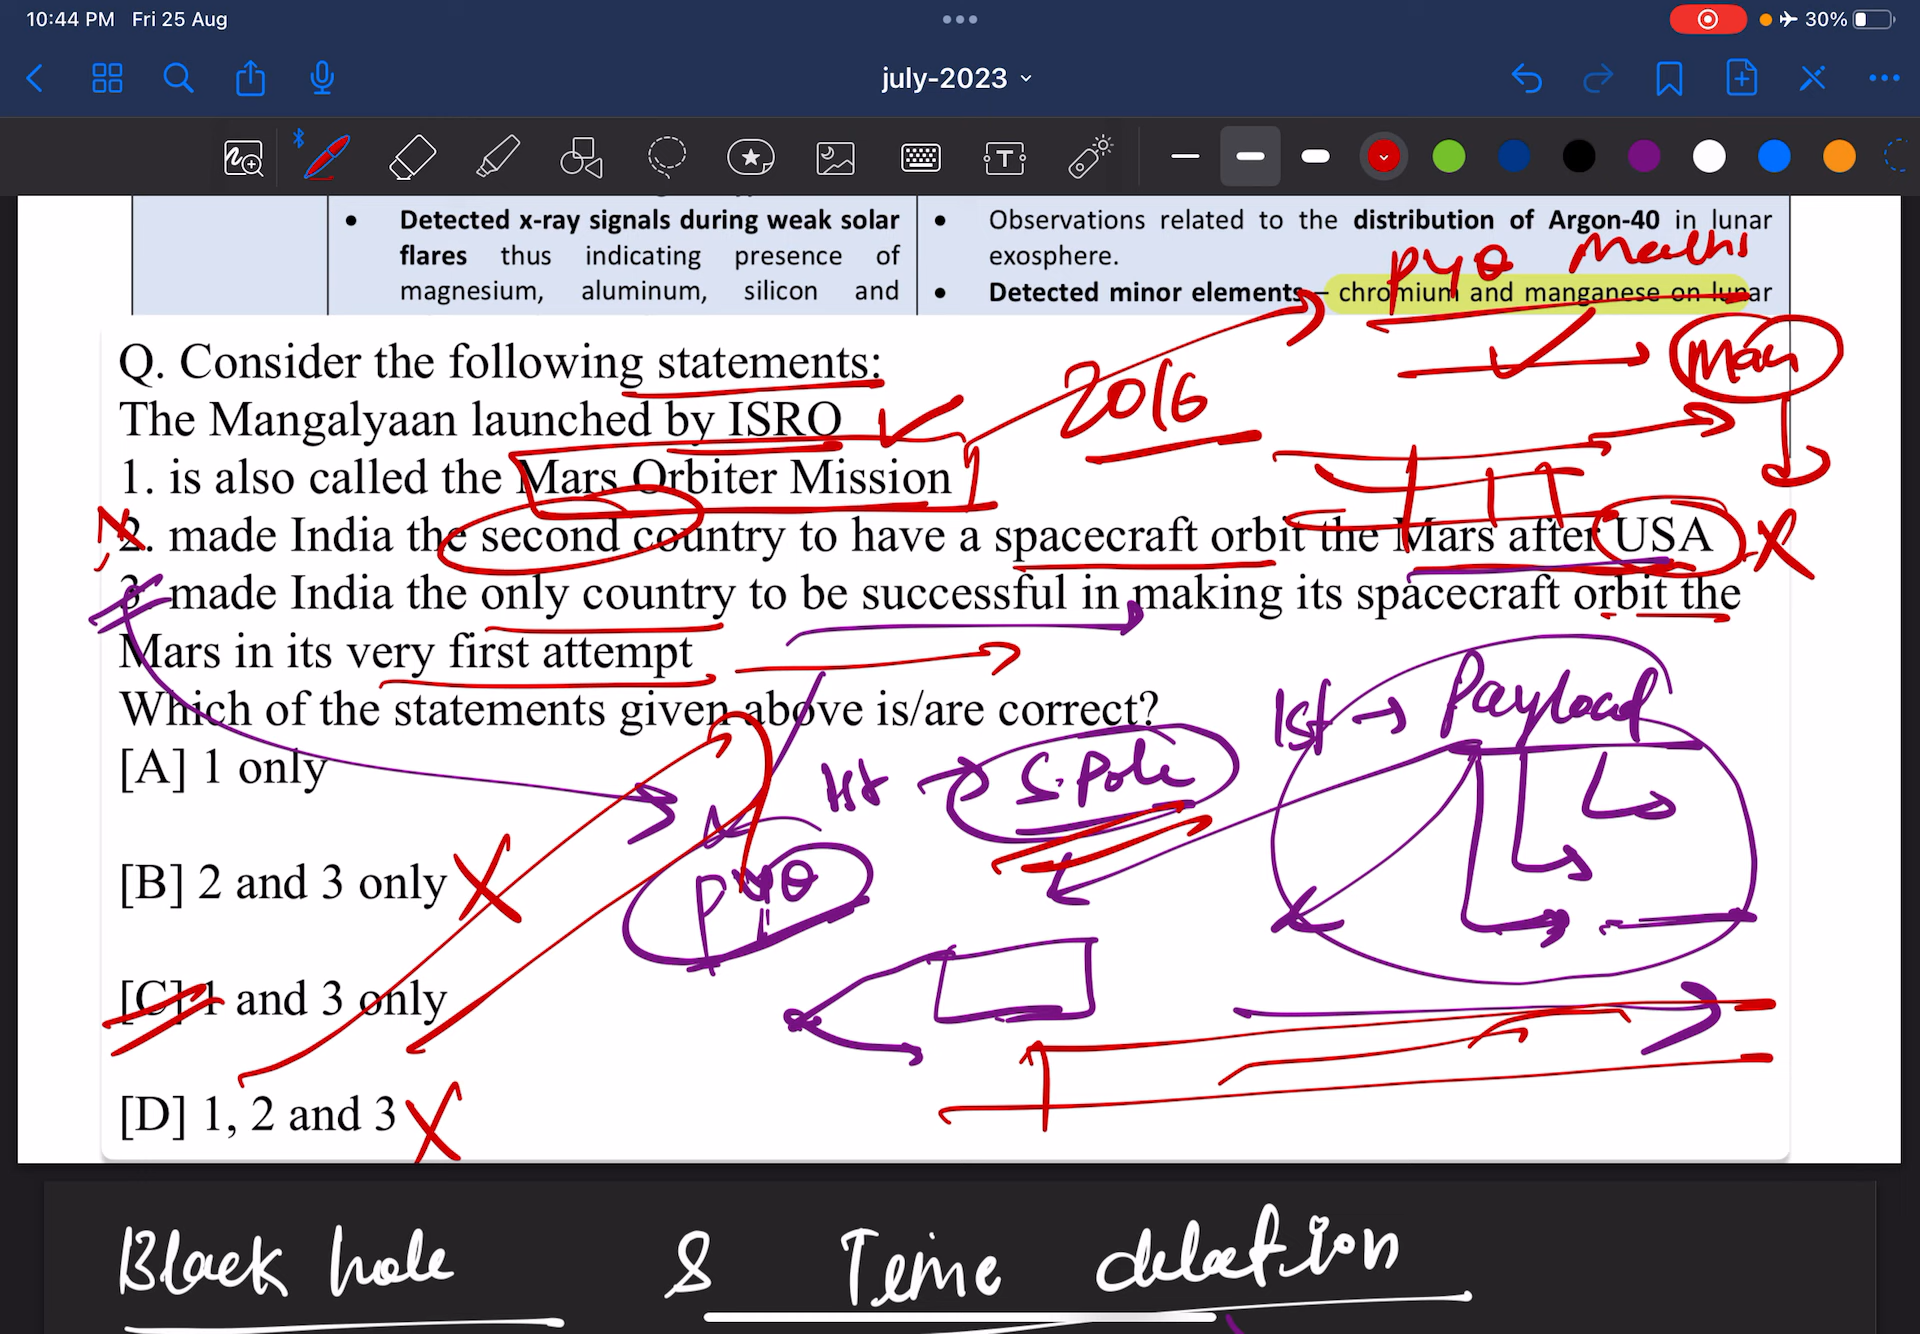 10:44 PM Fri 25 Aug
30%
july-2023
Detected x-ray signals during weak solar
flares thus indicating presence of
magnesium, aluminum, silicon and
Observations related to the distribution of Argon-40 in lunar
exosphere.
Detected minor elements – chromium and manganese on lunar
PYQ Maths
Q. Consider the following statements:
2016
The Mangalyaan launched by ISRO
1. is also called the Mars Orbiter Mission
2. made India the second country to have a spacecraft orbit the Mars after USA
3. made India the only country to be successful in making its spacecraft orbit the
Mars in its very first attempt
Which of the statements given above is/are correct?
1st → Payload
[A] 1 only
S. Pole
[B] 2 and 3 only
PYQ
[C] 1 and 3 only
[D] 1, 2 and 3
Black hole & Teime delation